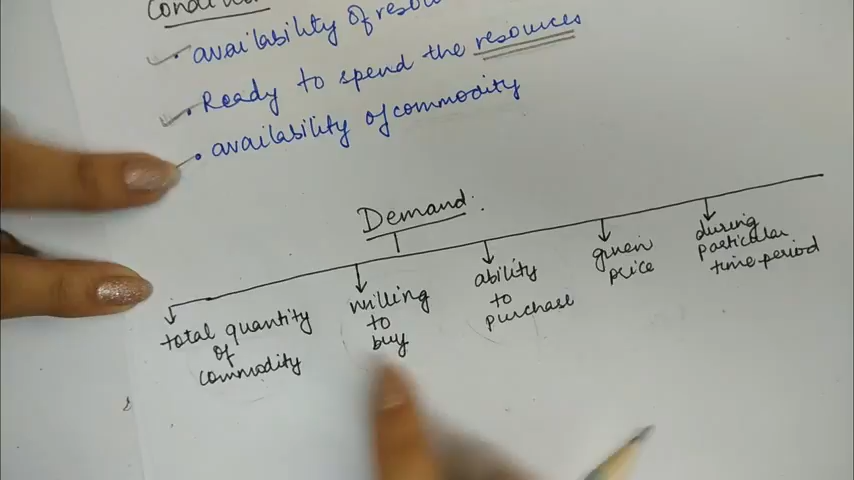 availability of
Ready to spend the resources
availability of commodity
Demand.
total quantity
of
commodity
willing
to
buy
ability
to
purchase
given
price
during
particular
time period